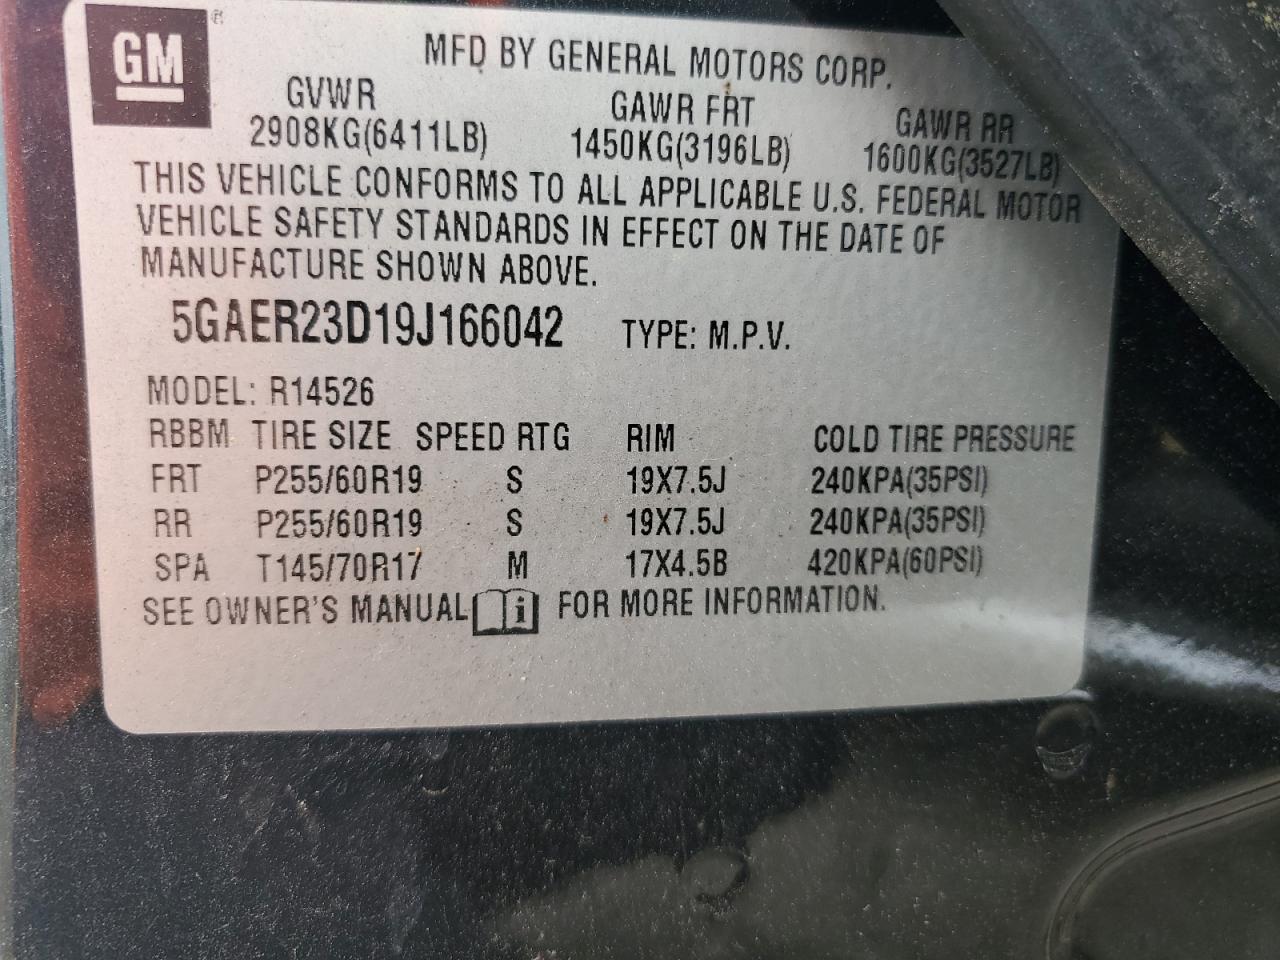 GM®
MFD BY GENERAL MOTORS CORP.
GVWR GAWR FRT GAWR RR
2908KG(6411LB) 1450KG(3196LB) 1600KG(3527LB)
THIS VEHICLE CONFORMS TO ALL APPLICABLE U.S. FEDERAL MOTOR
VEHICLE SAFETY STANDARDS IN EFFECT ON THE DATE OF
MANUFACTURE SHOWN ABOVE.
5GAER23D19J166042 TYPE: M.P.V.
MODEL: R14526
RBBM TIRE SIZE SPEED RTG RIM COLD TIRE PRESSURE
FRT P255/60R19 S 19X7.5J 240KPA(35PSI)
RR P255/60R19 S 19X7.5J 240KPA(35PSI)
SPA T145/70R17 M 17X4.5B 420KPA(60PSI)
SEE OWNER'S MANUAL i FOR MORE INFORMATION.